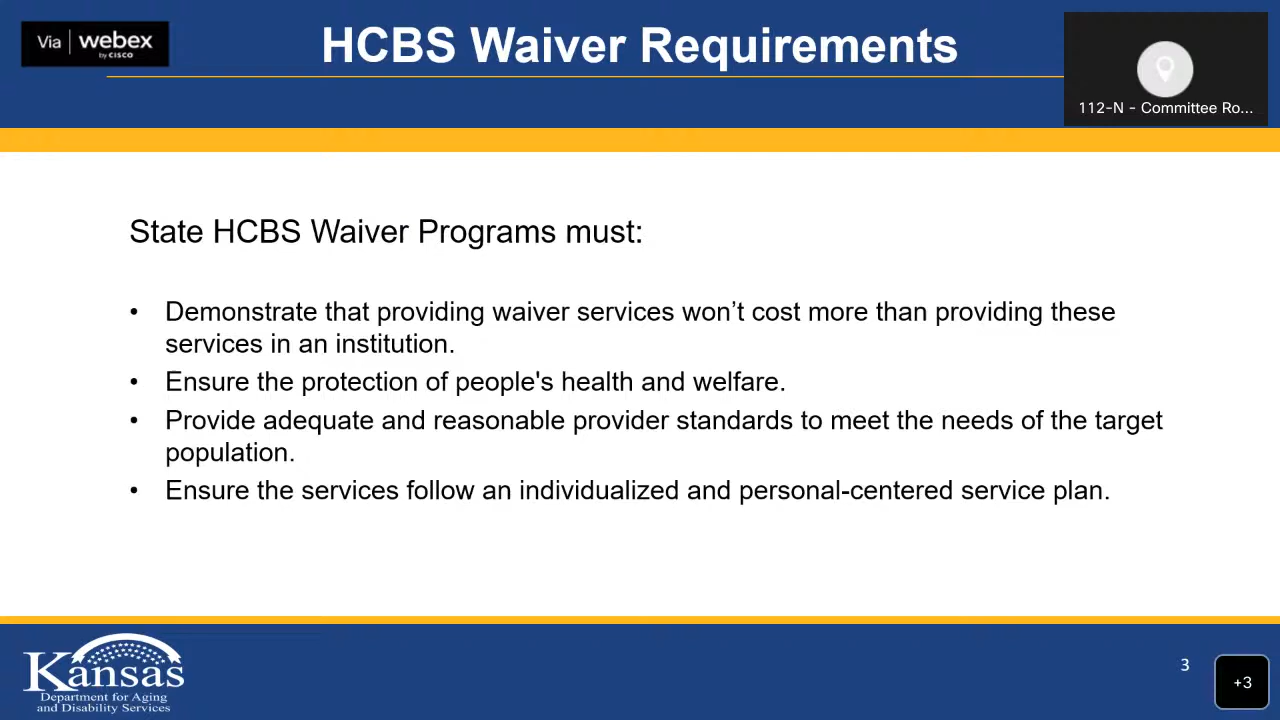 Via webex
by CISCO
HCBS Waiver Requirements
112-N - Committee Ro...
State HCBS Waiver Programs must:
• Demonstrate that providing waiver services won’t cost more than providing these
services in an institution.
• Ensure the protection of people's health and welfare.
• Provide adequate and reasonable provider standards to meet the needs of the target
population.
• Ensure the services follow an individualized and personal-centered service plan.
Kansas
Department for Aging
and Disability Services
3
+3